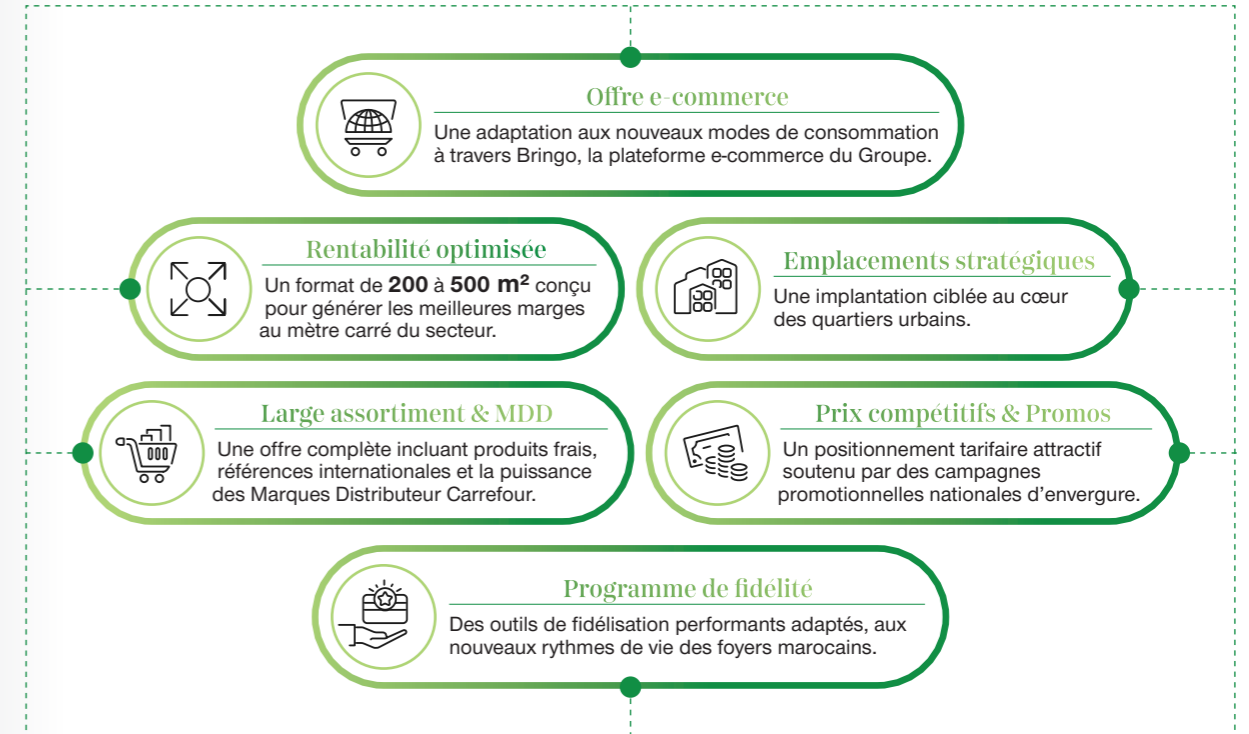 Offre e-commerce
Une adaptation aux nouveaux modes de consommation
à travers Bringo, la plateforme e-commerce du Groupe.
Rentabilité optimisée
Un format de 200 à 500 m² conçu
pour générer les meilleures marges
au mètre carré du secteur.
Emplacements stratégiques
Une implantation ciblée au cœur
des quartiers urbains.
Large assortiment & MDD
Une offre complète incluant produits frais,
références internationales et la puissance
des Marques Distributeur Carrefour.
Prix compétitifs & Promos
Un positionnement tarifaire attractif
soutenu par des campagnes
promotionnelles nationales d’envergure.
Programme de fidélité
Des outils de fidélisation performants adaptés, aux
nouveaux rythmes de vie des foyers marocains.